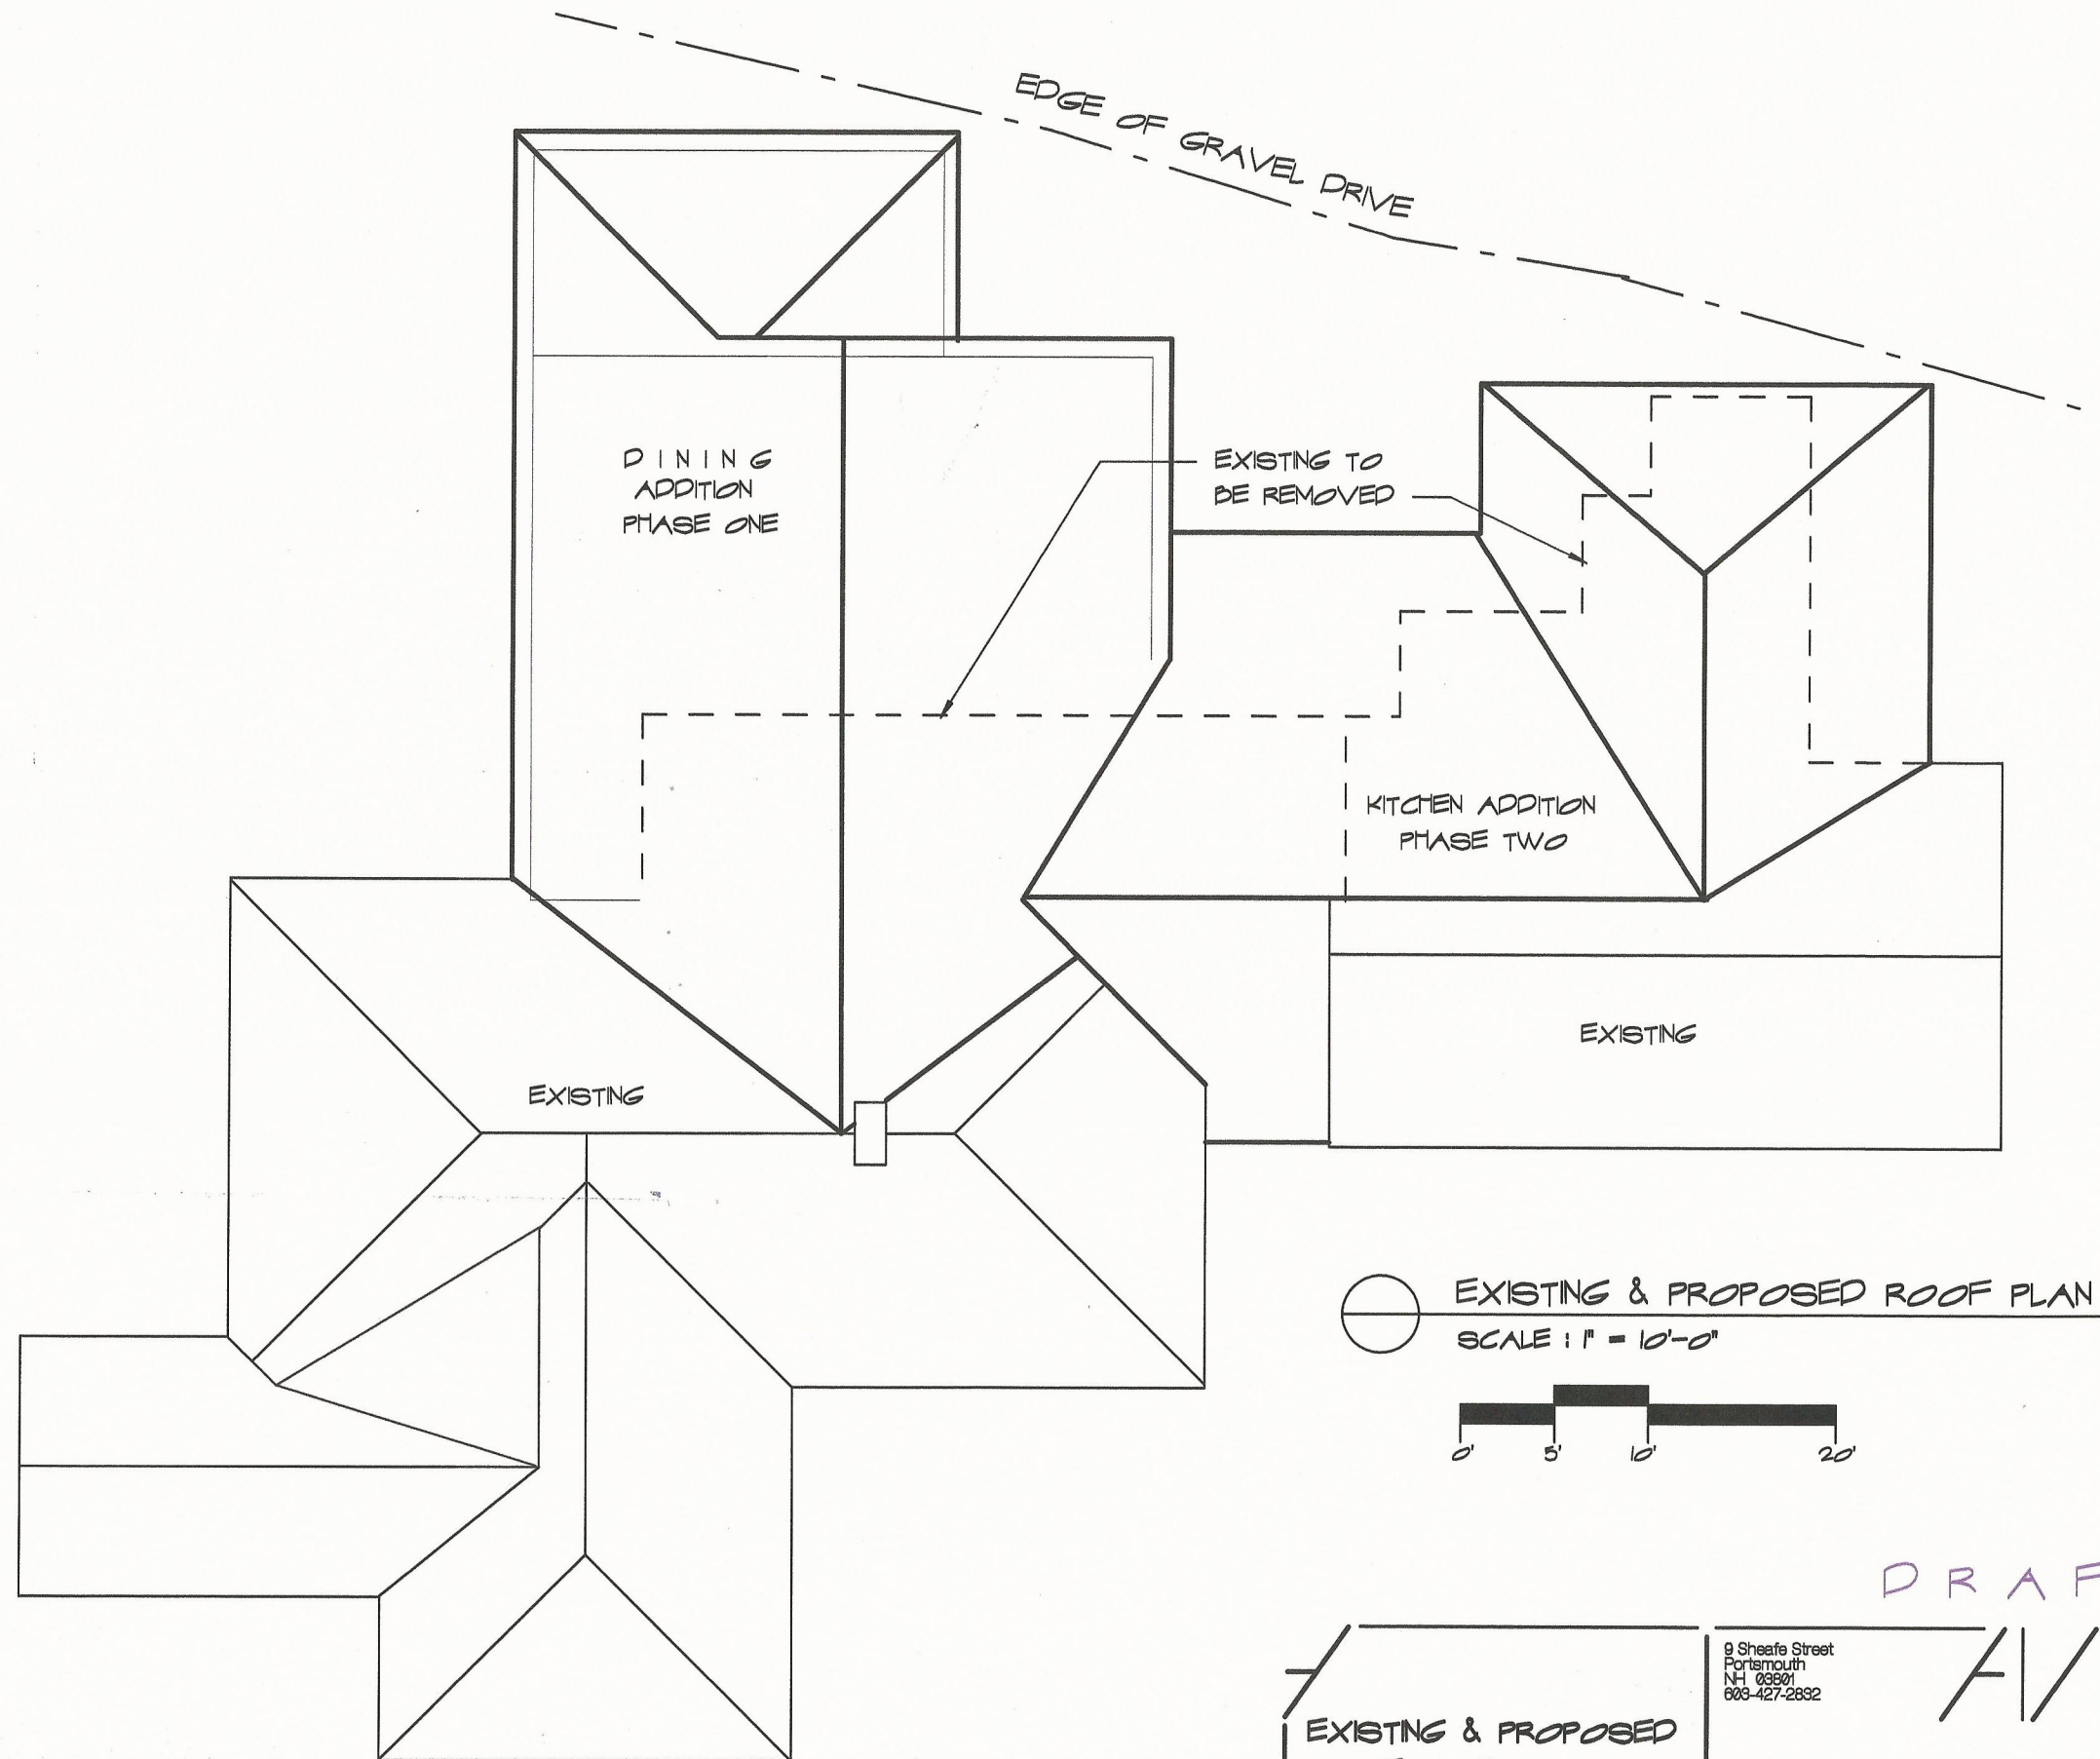 EDGE OF GRAVEL DRIVE
DINING
ADDITION
PHASE ONE
EXISTING TO
BE REMOVED
KITCHEN ADDITION
PHASE TWO
EXISTING
EXISTING
EXISTING & PROPOSED ROOF PLAN
SCALE : 1" = 10'-0"
0' 5' 10' 20'
DRAF
9 Sheafe Street
Portsmouth
NH 03801
603-427-2832
EXISTING & PROPOSED